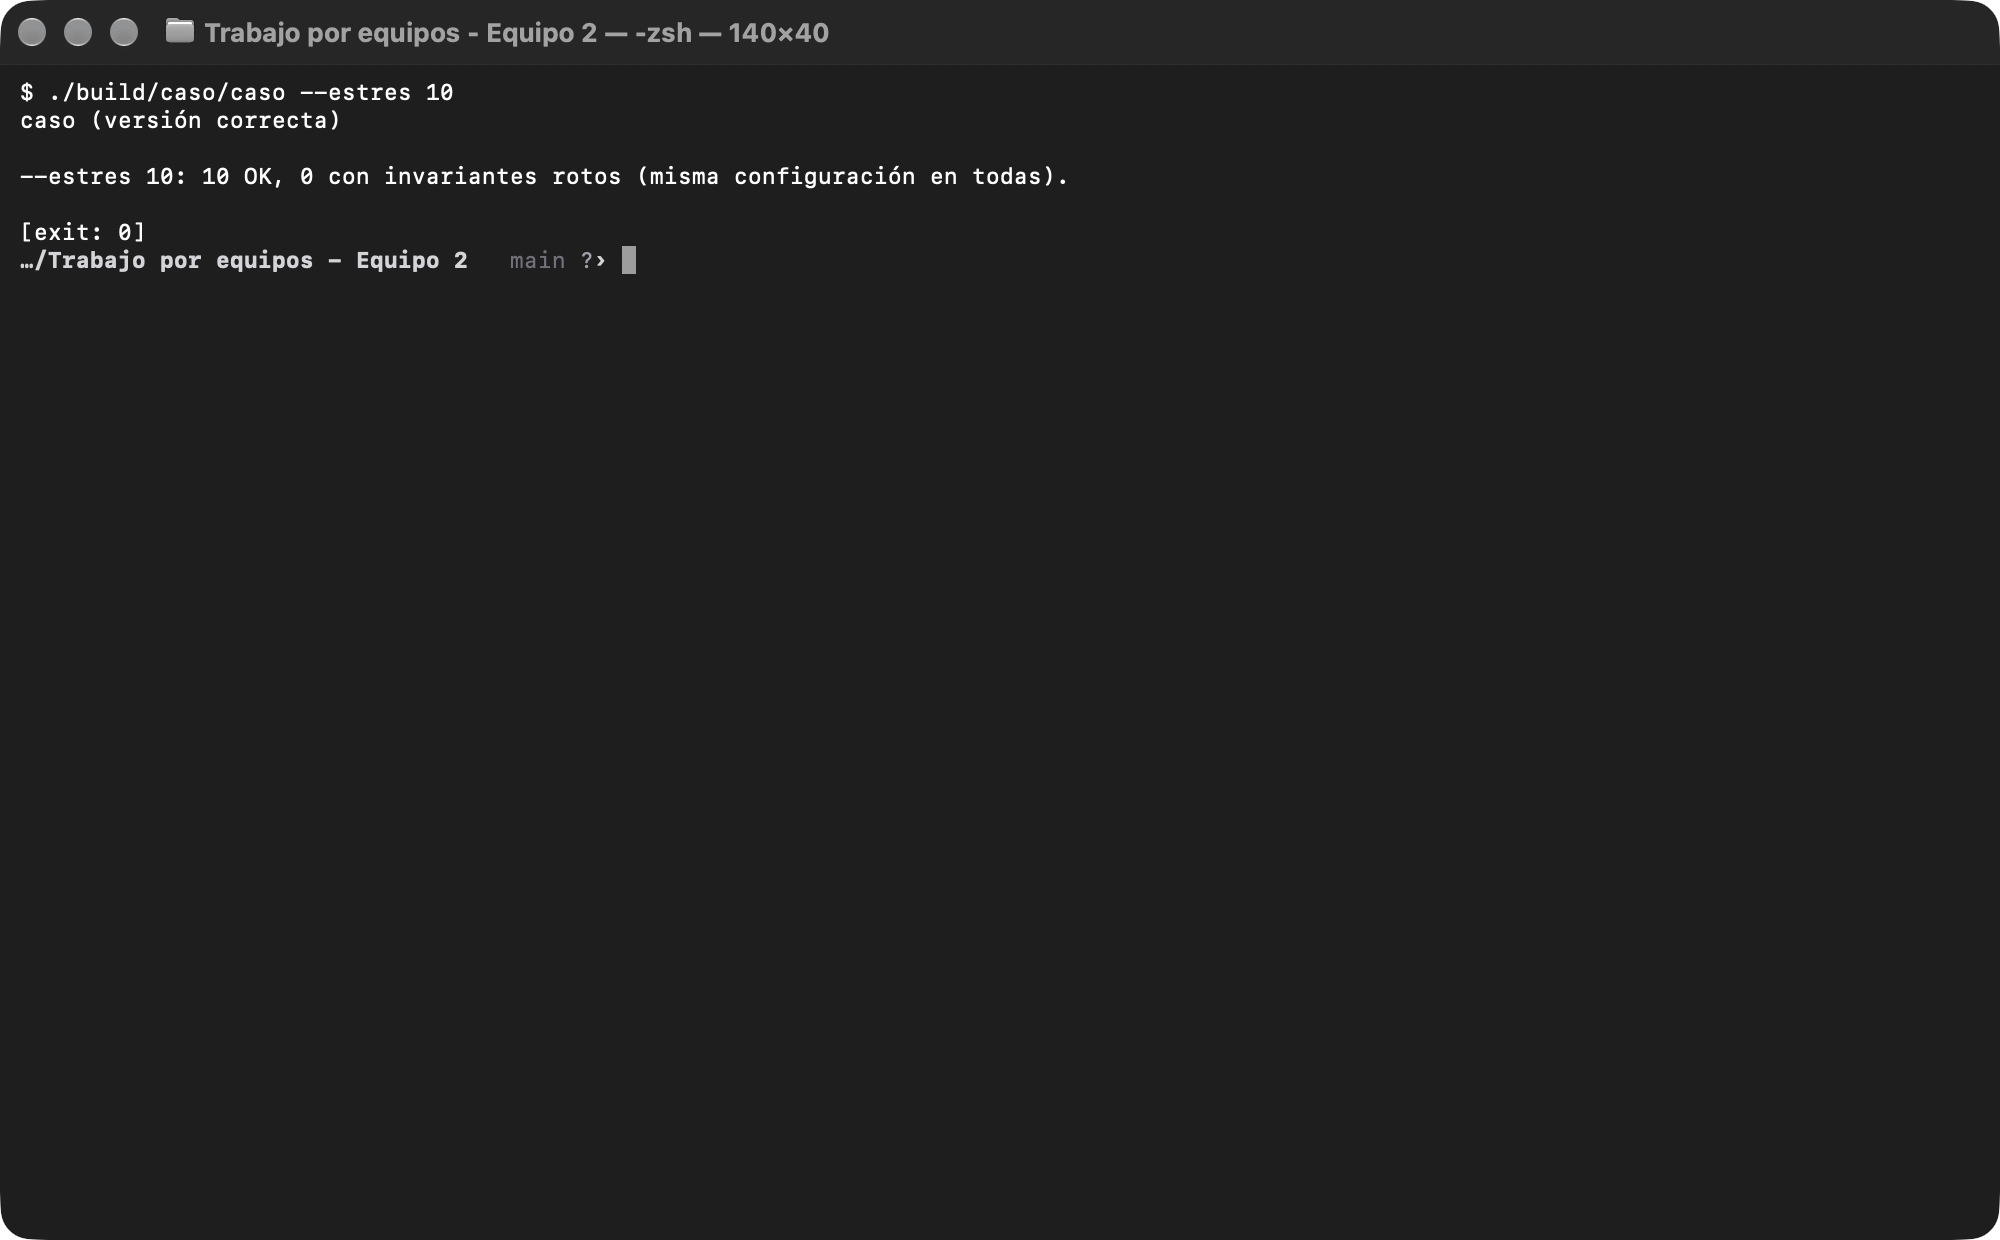 Trabajo por equipos - Equipo 2 — -zsh — 140×40
$ ./build/caso/caso --estres 10
caso (versión correcta)
--estres 10: 10 OK, 0 con invariantes rotos (misma configuración en todas).
[exit: 0]
…/Trabajo por equipos - Equipo 2   main ?›